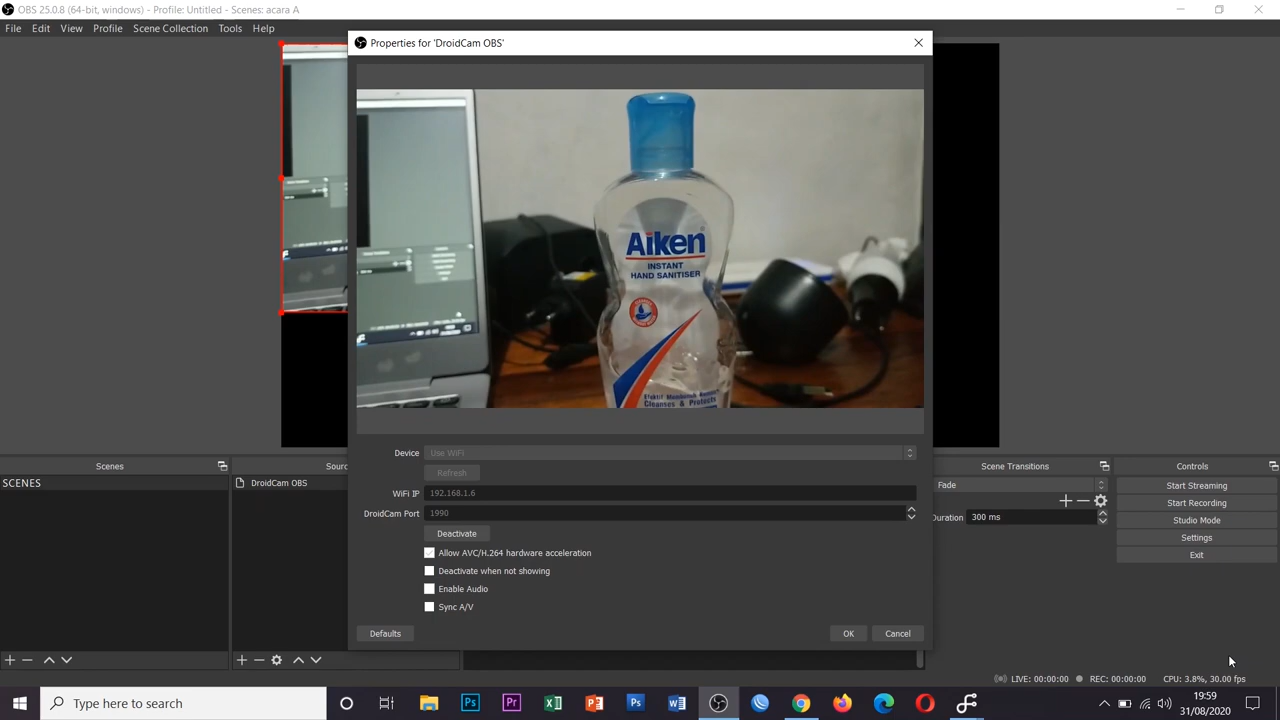 OBS 25.0.8 (64-bit, windows) - Profile: Untitled - Scenes: acara A
File Edit View Profile Scene Collection Tools Help
Properties for 'DroidCam OBS'
Aiken
INSTANT
HAND SANITISER
Cleanses & Protects
Device Use WiFi
Refresh
WiFi IP 192.168.1.6
DroidCam Port 1990
Deactivate
Allow AVC/H.264 hardware acceleration
Deactivate when not showing
Enable Audio
Sync A/V
Defaults OK Cancel
Scenes
SCENES
Sour
DroidCam OBS
Scene Transitions
Fade
Duration 300 ms
Controls
Start Streaming
Start Recording
Studio Mode
Settings
Exit
LIVE: 00:00:00 REC: 00:00:00 CPU: 3.8%, 30.00 fps
Type here to search
Ps
Pr
19:59
31/08/2020